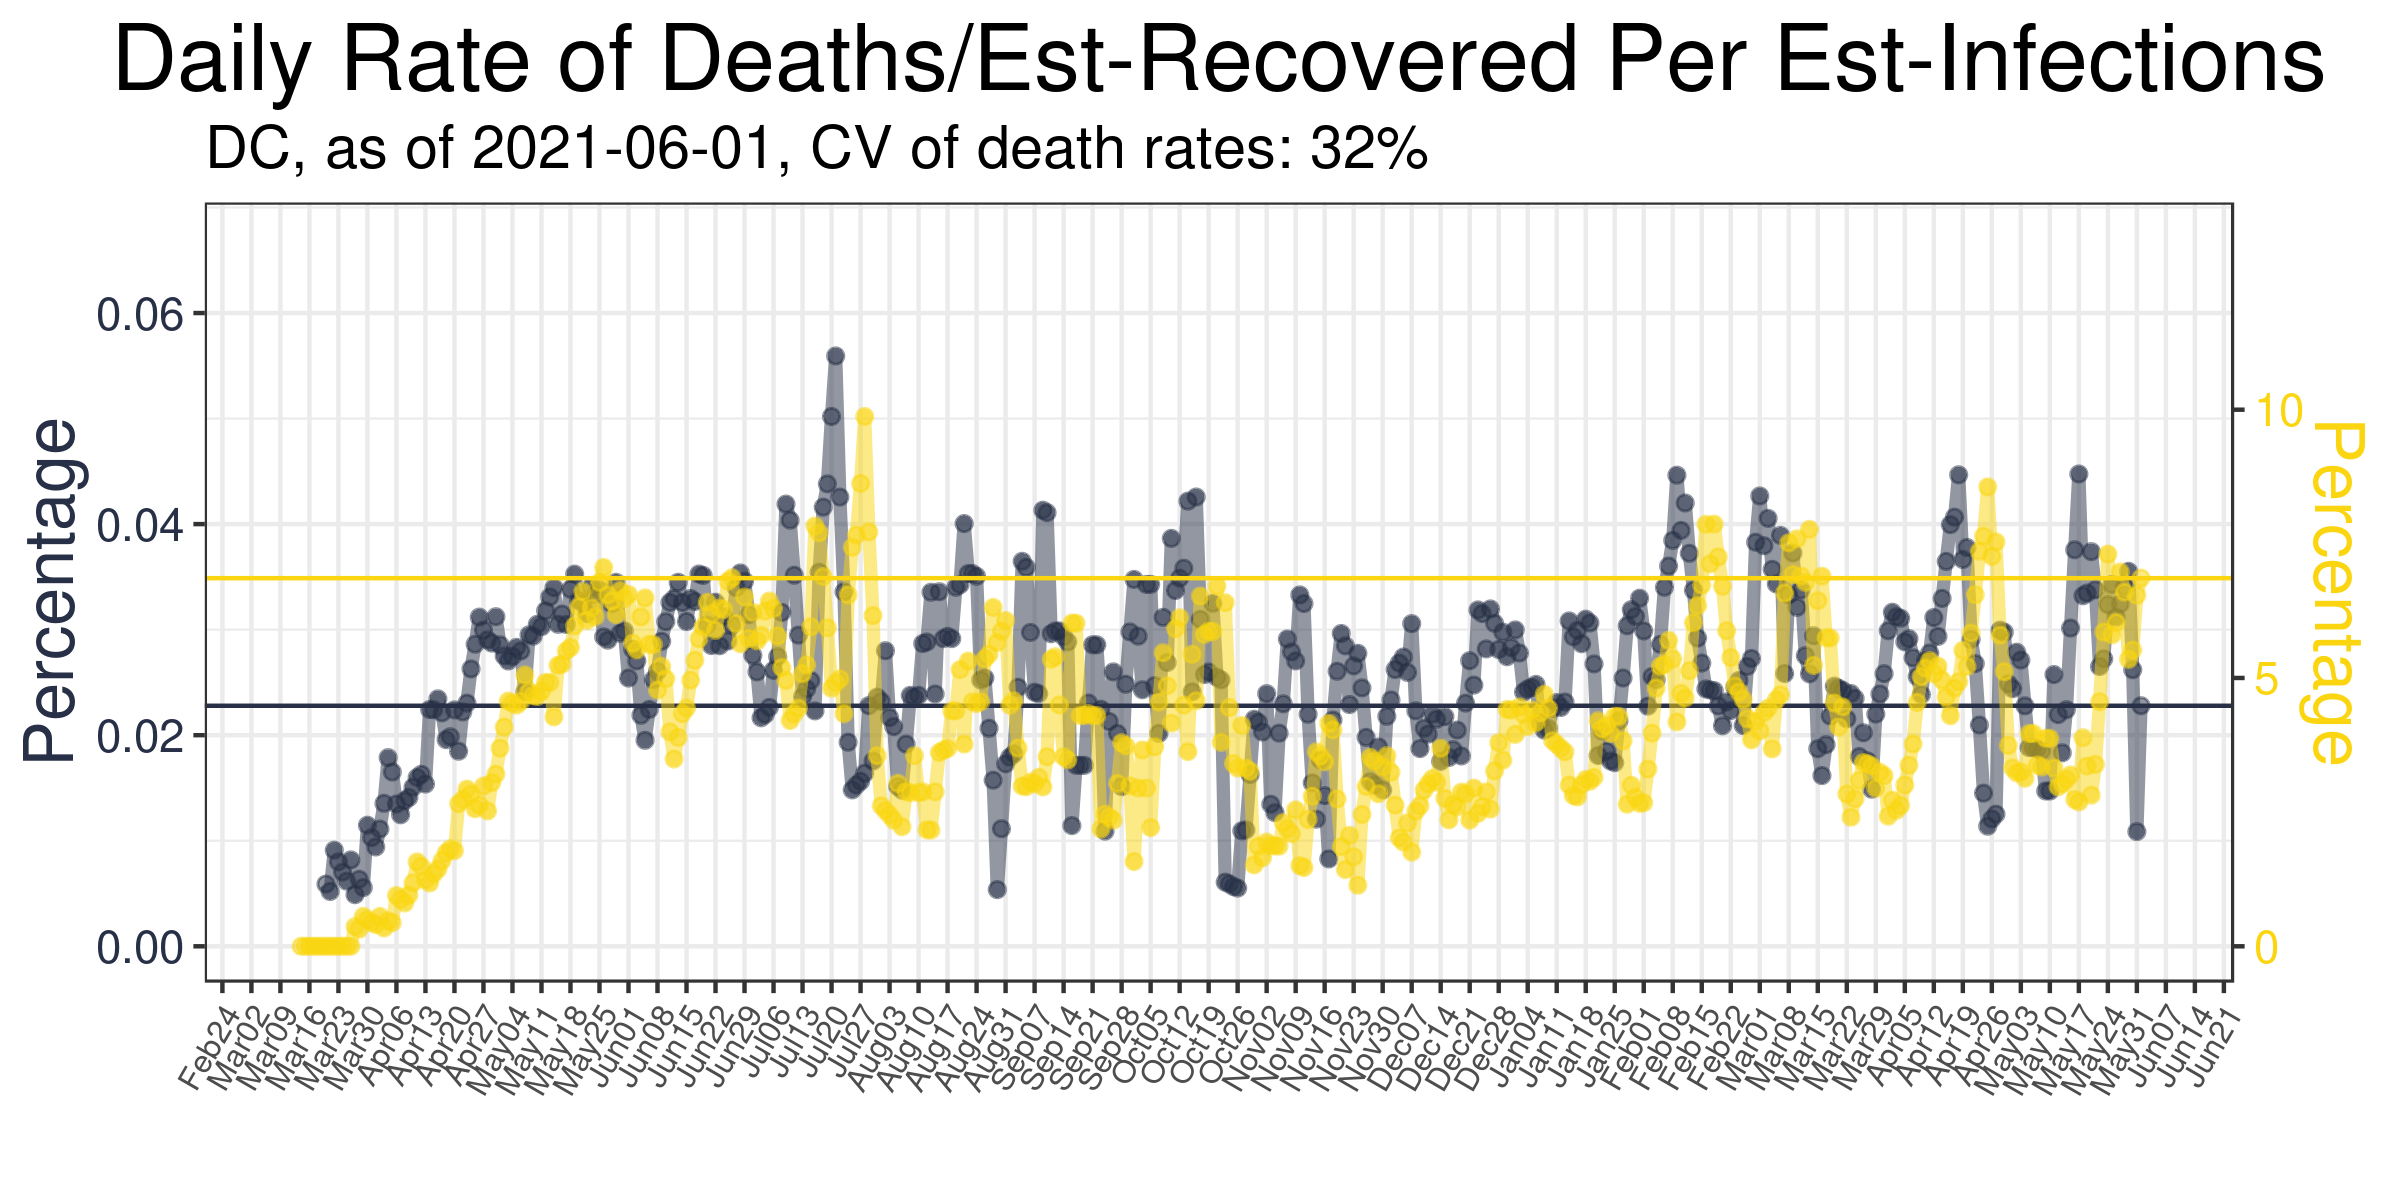 Daily Rate of Deaths/Est-Recovered Per Est-Infections
DC, as of 2021-06-01, CV of death rates: 32%
Percentage
0.06
0.04
0.02
0.00
10
5
0
Percentage
Feb24
Mar02
Mar09
Mar16
Mar23
Mar30
Apr06
Apr13
Apr20
Apr27
May04
May11
May18
May25
Jun01
Jun08
Jun15
Jun22
Jun29
Jul06
Jul13
Jul20
Jul27
Aug03
Aug10
Aug17
Aug24
Aug31
Sep07
Sep14
Sep21
Sep28
Oct05
Oct12
Oct19
Oct26
Nov02
Nov09
Nov16
Nov23
Nov30
Dec07
Dec14
Dec21
Dec28
Jan04
Jan11
Jan18
Jan25
Feb01
Feb08
Feb15
Feb22
Mar01
Mar08
Mar15
Mar22
Mar29
Apr05
Apr12
Apr19
Apr26
May03
May10
May17
May24
May31
Jun07
Jun14
Jun21